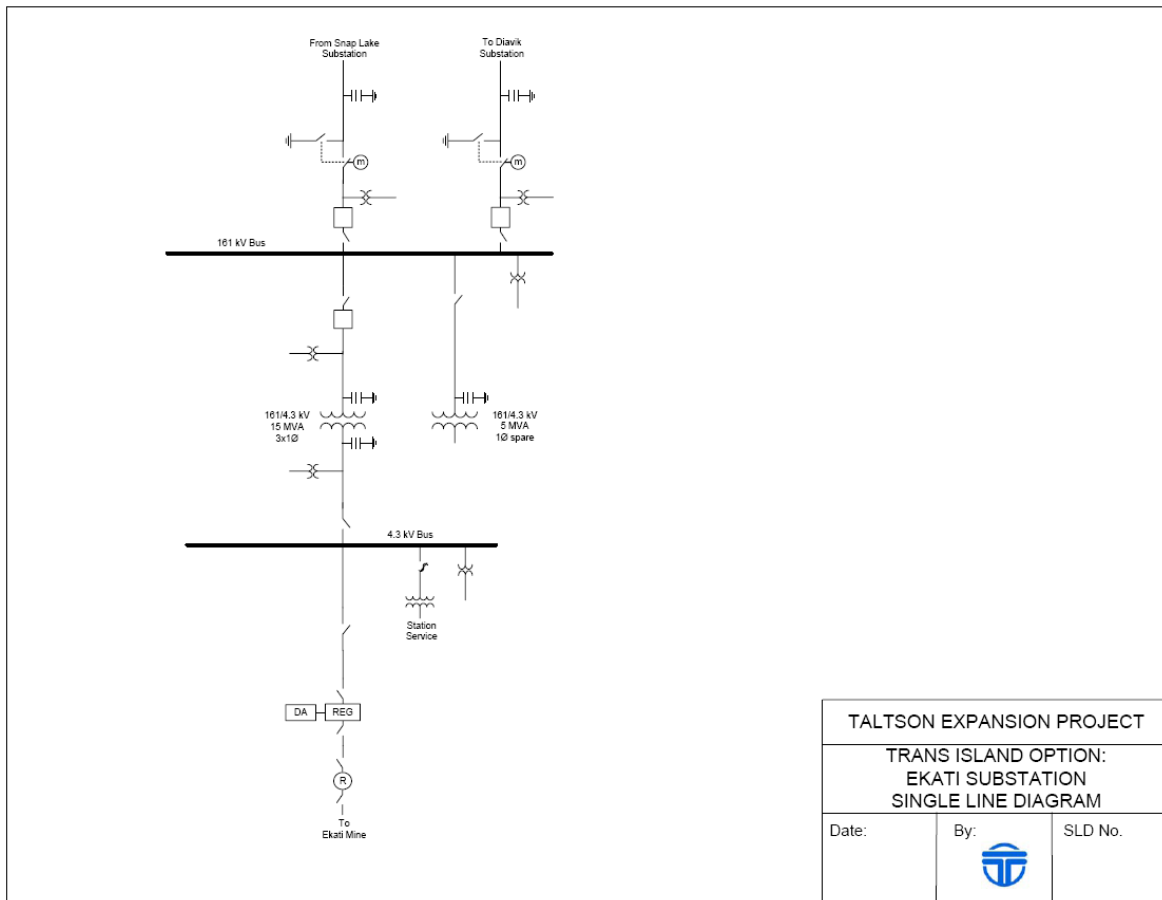 From Snap Lake
Substation
To Diavik
Substation
m
m
161 kV Bus
161/4.3 kV
15 MVA
3x1Ø
161/4.3 kV
5 MVA
1Ø spare
4.3 kV Bus
Station
Service
DA
REG
R
To
Ekati Mine
TALTSON EXPANSION PROJECT
TRANS ISLAND OPTION:
EKATI SUBSTATION
SINGLE LINE DIAGRAM
Date:
By:
SLD No.